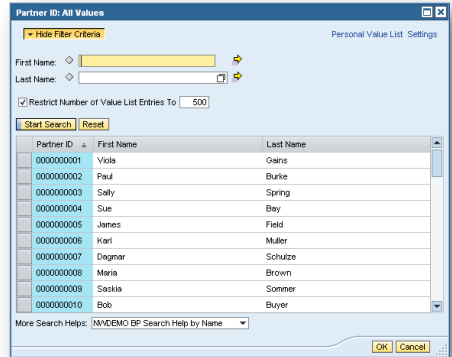 Partner ID: All Values
Hide Filter Criteria
Personal Value List Settings
First Name:
Last Name:
Restrict Number of Value List Entries To 500
Start Search Reset
Partner ID First Name Last Name
0000000001 Viola Gains
0000000002 Paul Burke
0000000003 Sally Spring
0000000004 Sue Bay
0000000005 James Field
0000000006 Karl Muller
0000000007 Dagmar Schulze
0000000008 Maria Brown
0000000009 Saskia Sommer
0000000010 Bob Buyer
More Search Helps: NWDEMO BP Search Help by Name
OK Cancel